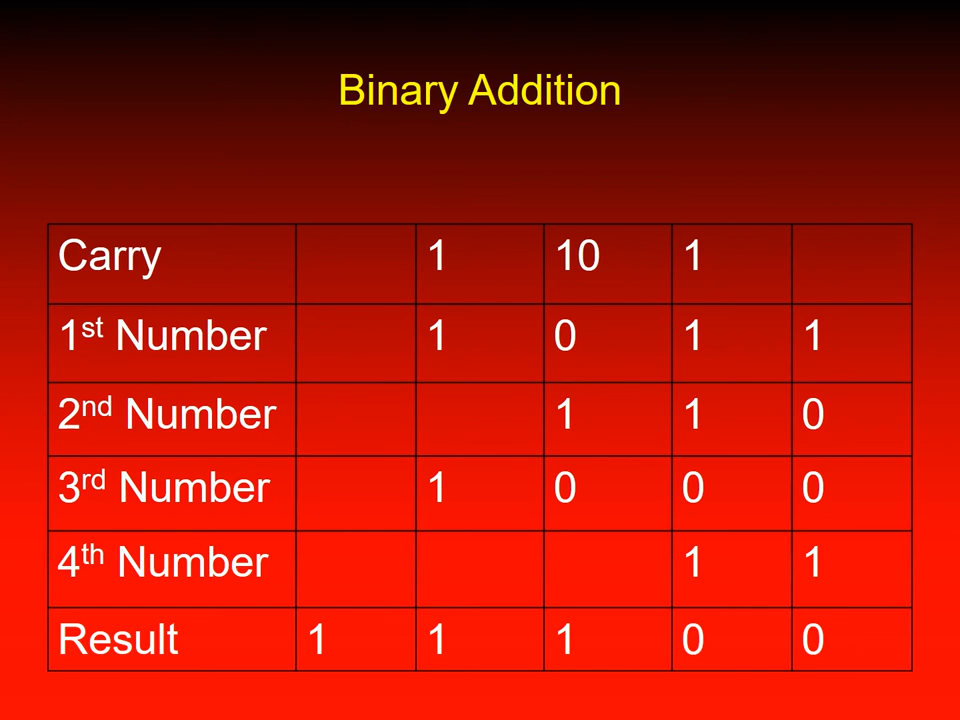 Binary Addition
Carry 1 10 1
1st Number 1 0 1 1
2nd Number 1 1 0
3rd Number 1 0 0 0
4th Number 1 1
Result 1 1 1 0 0